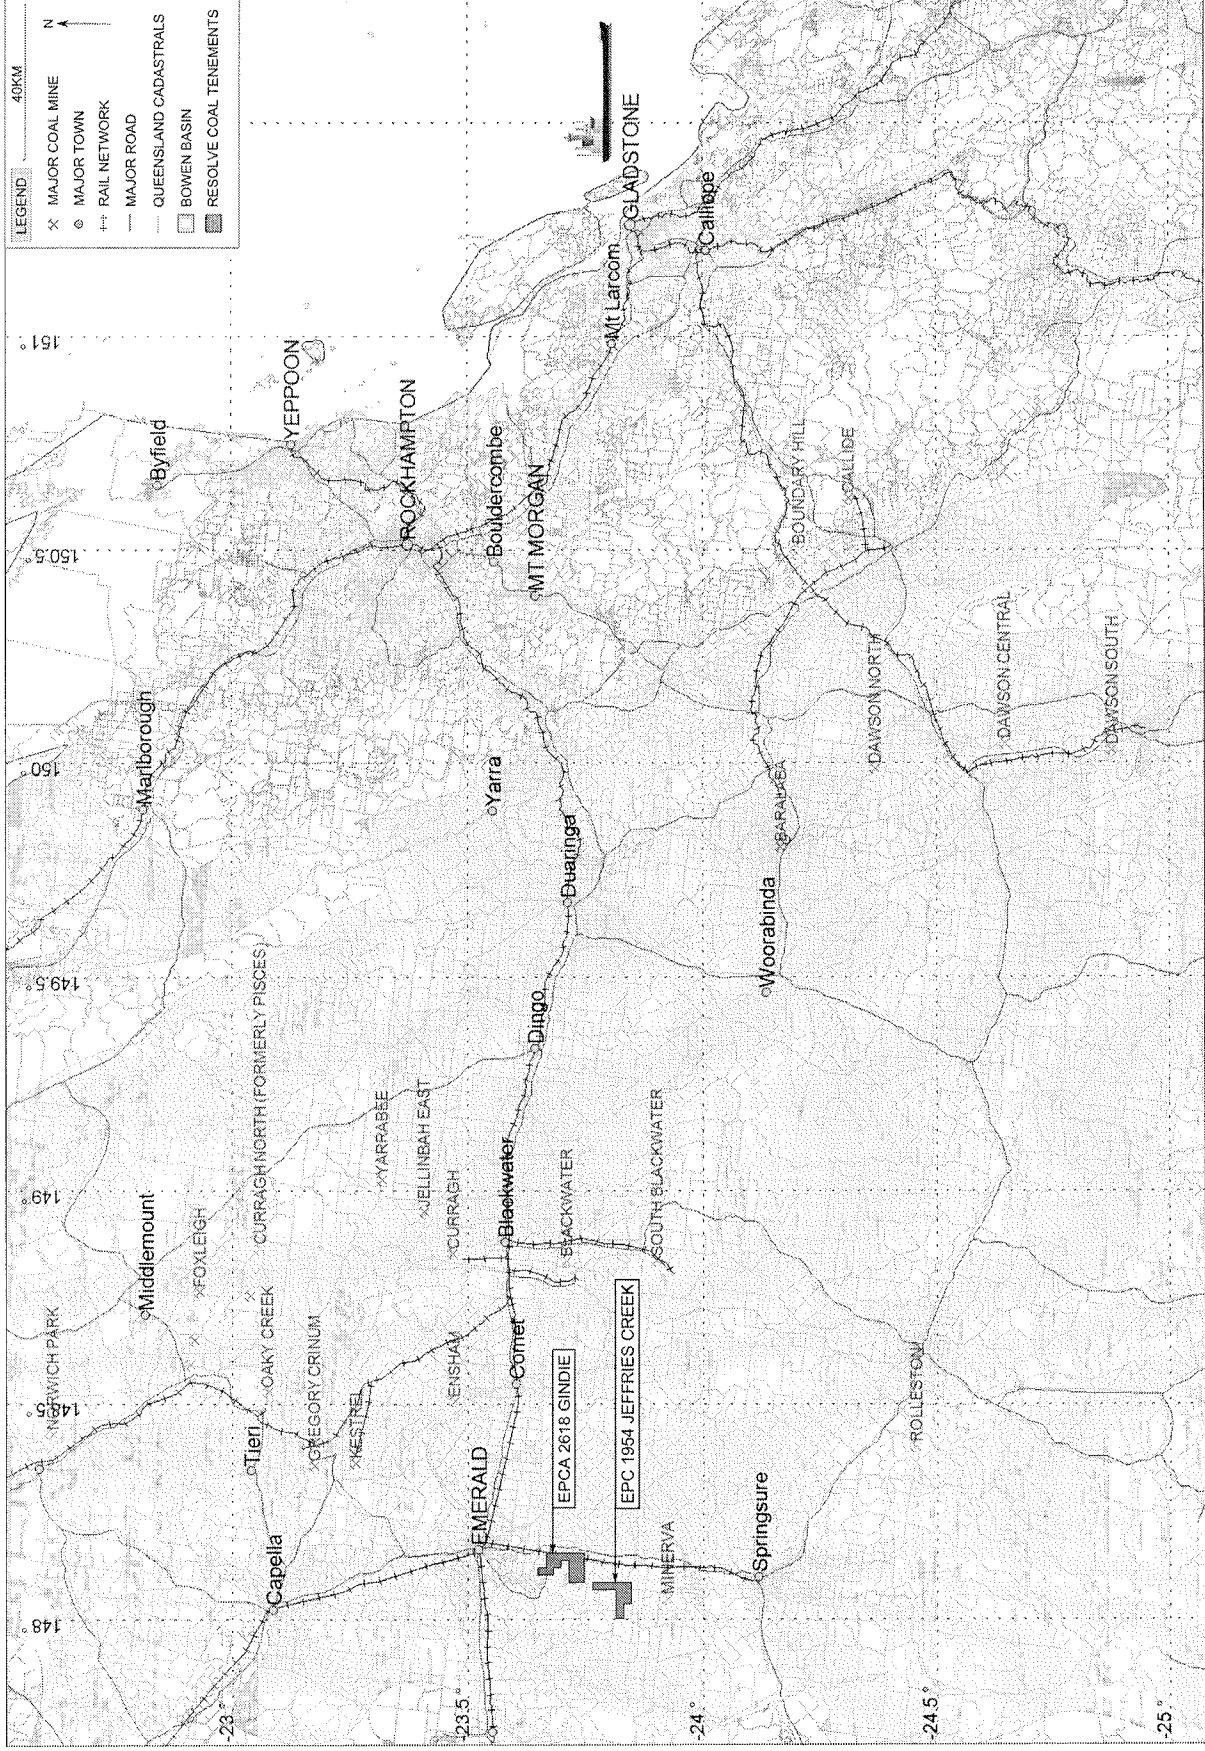 LEGEND
40KM
N
MAJOR COAL MINE
MAJOR TOWN
RAIL NETWORK
MAJOR ROAD
QUEENSLAND CADASTRALS
BOWEN BASIN
RESOLVE COAL TENEMENTS
148°
148.5°
149°
149.5°
150°
150.5°
151°
-23°
-23.5°
-24°
-24.5°
-25°
NORWICH PARK
Middlemount
FOXLEIGH
Marlborough
Byfield
YEPPOON
Capella
Tieri
OAKY CREEK
CURRAGH NORTH (FORMERLY PISCES)
GREGORY CRINUM
KESTREL
YARRABEE
JELLINBAH EAST
ROCKHAMPTON
EMERALD
ENSHAM
CURRAGH
Comet
Blackwater
Dingo
Duaringa
Yarra
Bouldercombe
MT MORGAN
Mt Larcom
GLADSTONE
Calliope
EPCA 2618 GINDIE
BLACKWATER
EPC 1954 JEFFRIES CREEK
SOUTH BLACKWATER
MINERVA
Springsure
Woorabinda
BARALABA
BOUNDARY HILL
CALLIDE
ROLLESTON
DAWSON NORTH
DAWSON CENTRAL
DAWSON SOUTH